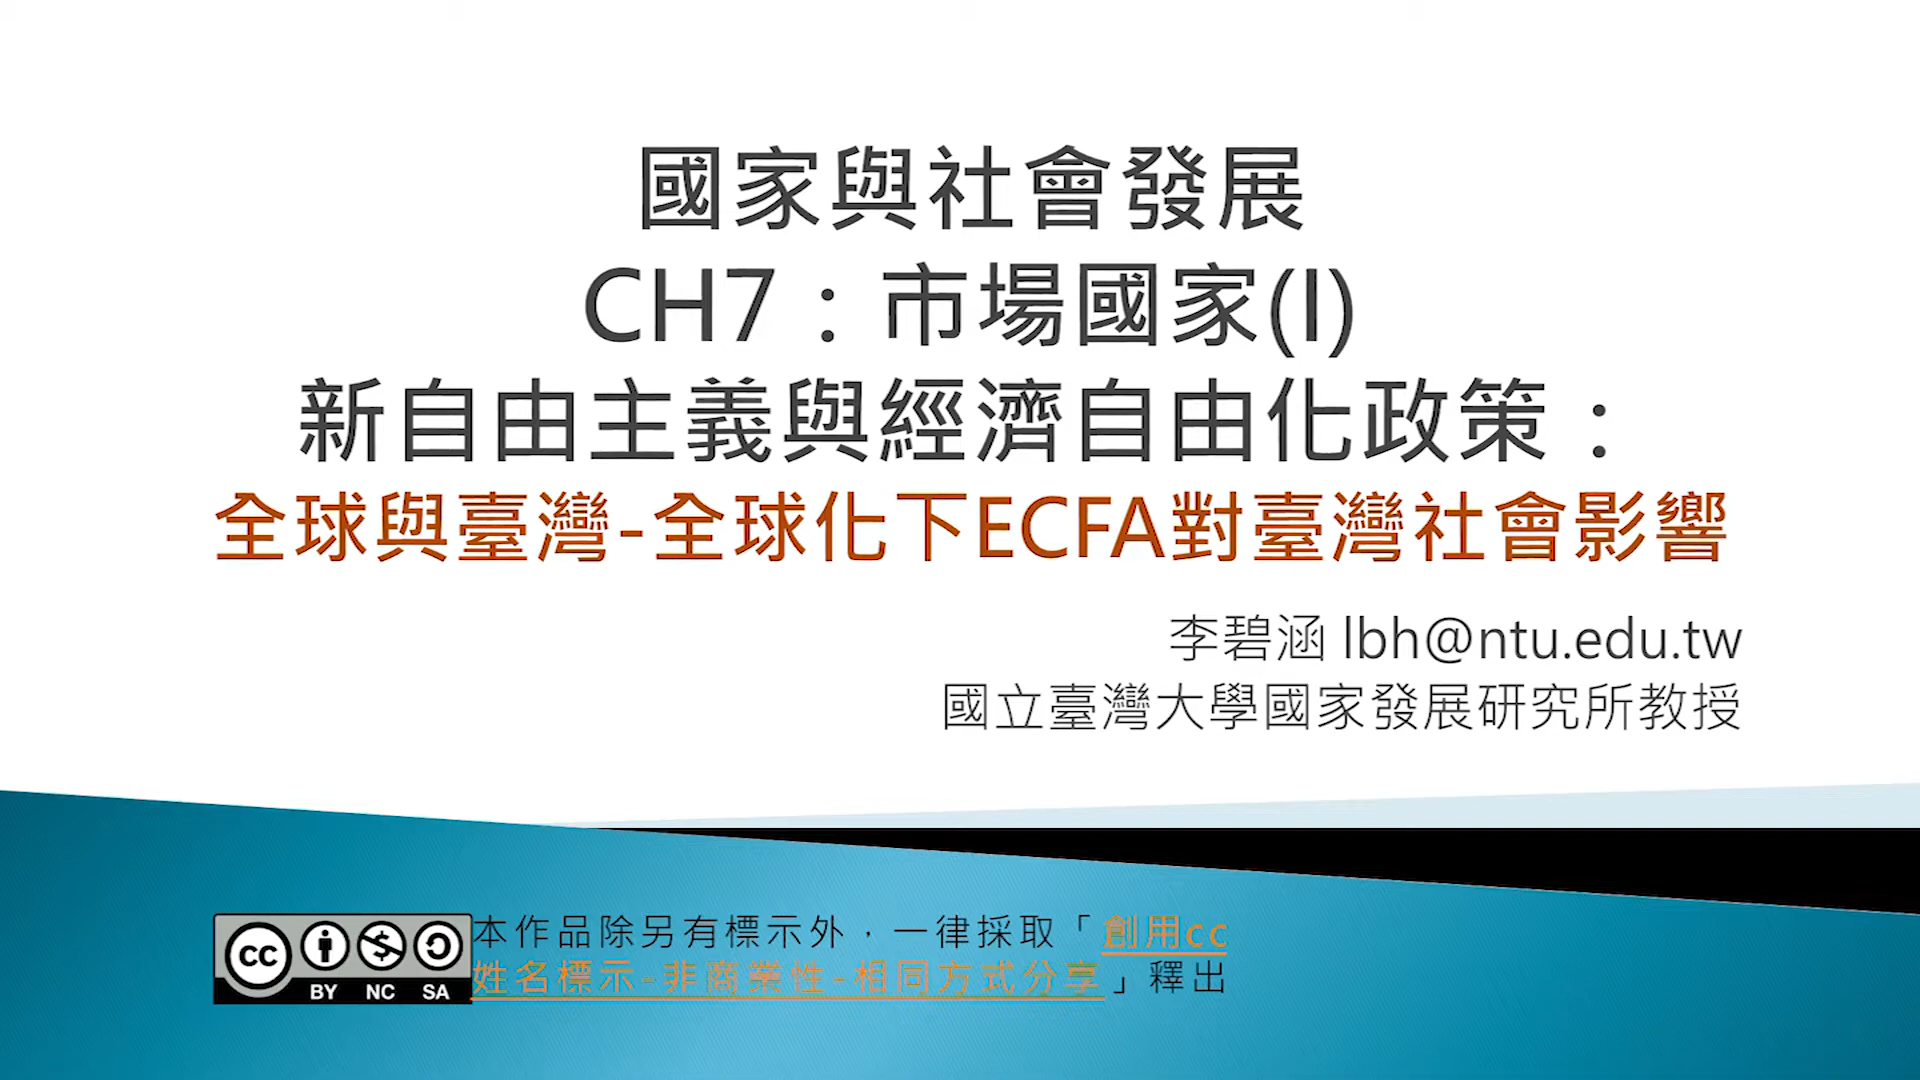 國家與社會發展
CH7：市場國家(I)
新自由主義與經濟自由化政策：
全球與臺灣-全球化下ECFA對臺灣社會影響
李碧涵 lbh@ntu.edu.tw
國立臺灣大學國家發展研究所教授
本作品除另有標示外，一律採取「創用cc
姓名標示-非商業性-相同方式分享」釋出
cc
BY NC SA